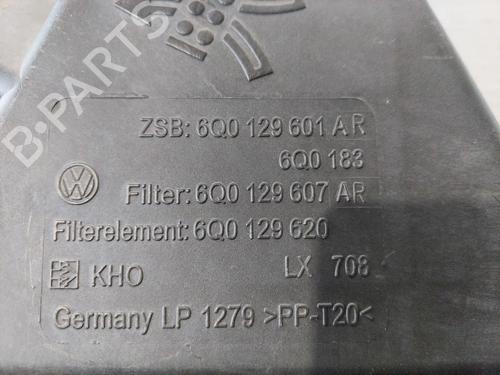 B-PARTS
ZSB: 6Q0 129 601 AR
6Q0 183
Filter: 6Q0 129 607 AR
Filterelement: 6Q0 129 620
KHO LX 708
Germany LP 1279 >PP-T20<